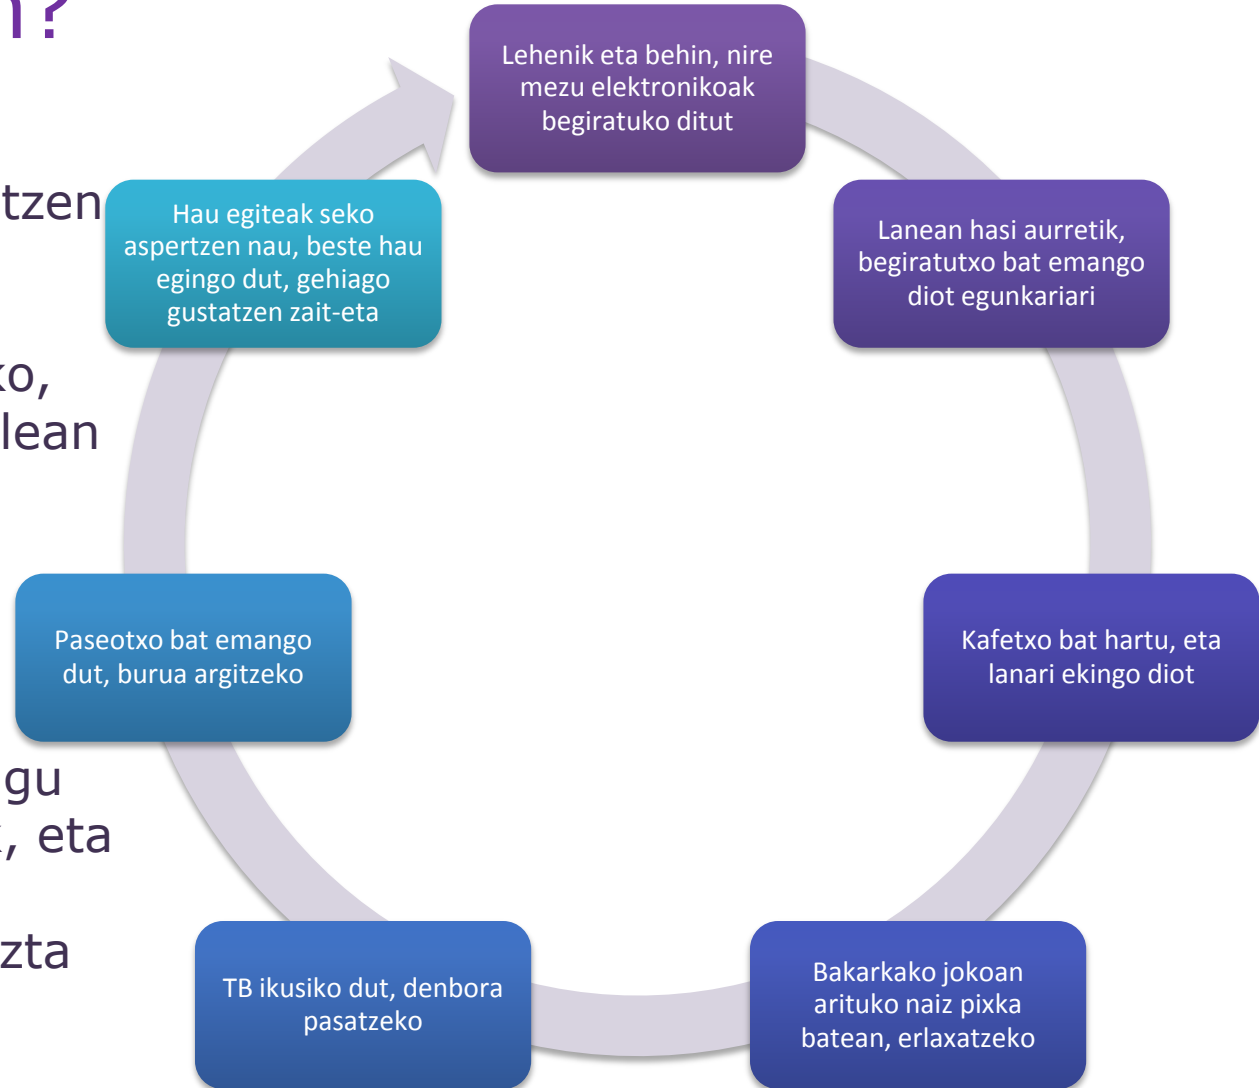 Lehenik eta behin, nire
mezu elektronikoak
begiratuko ditut
Lanean hasi aurretik,
begiratutxo bat emango
diot egunkariari
Kafetxo bat hartu, eta
lanari ekingo diot
Bakarkako jokoan
arituko naiz pixka
batean, erlaxatzeko
TB ikusiko dut, denbora
pasatzeko
Paseotxo bat emango
dut, burua argitzeko
Hau egiteak seko
aspertzen nau, beste hau
egingo dut, gehiago
gustatzen zait-eta
tzen
ko,
lean
gu
, eta
zta